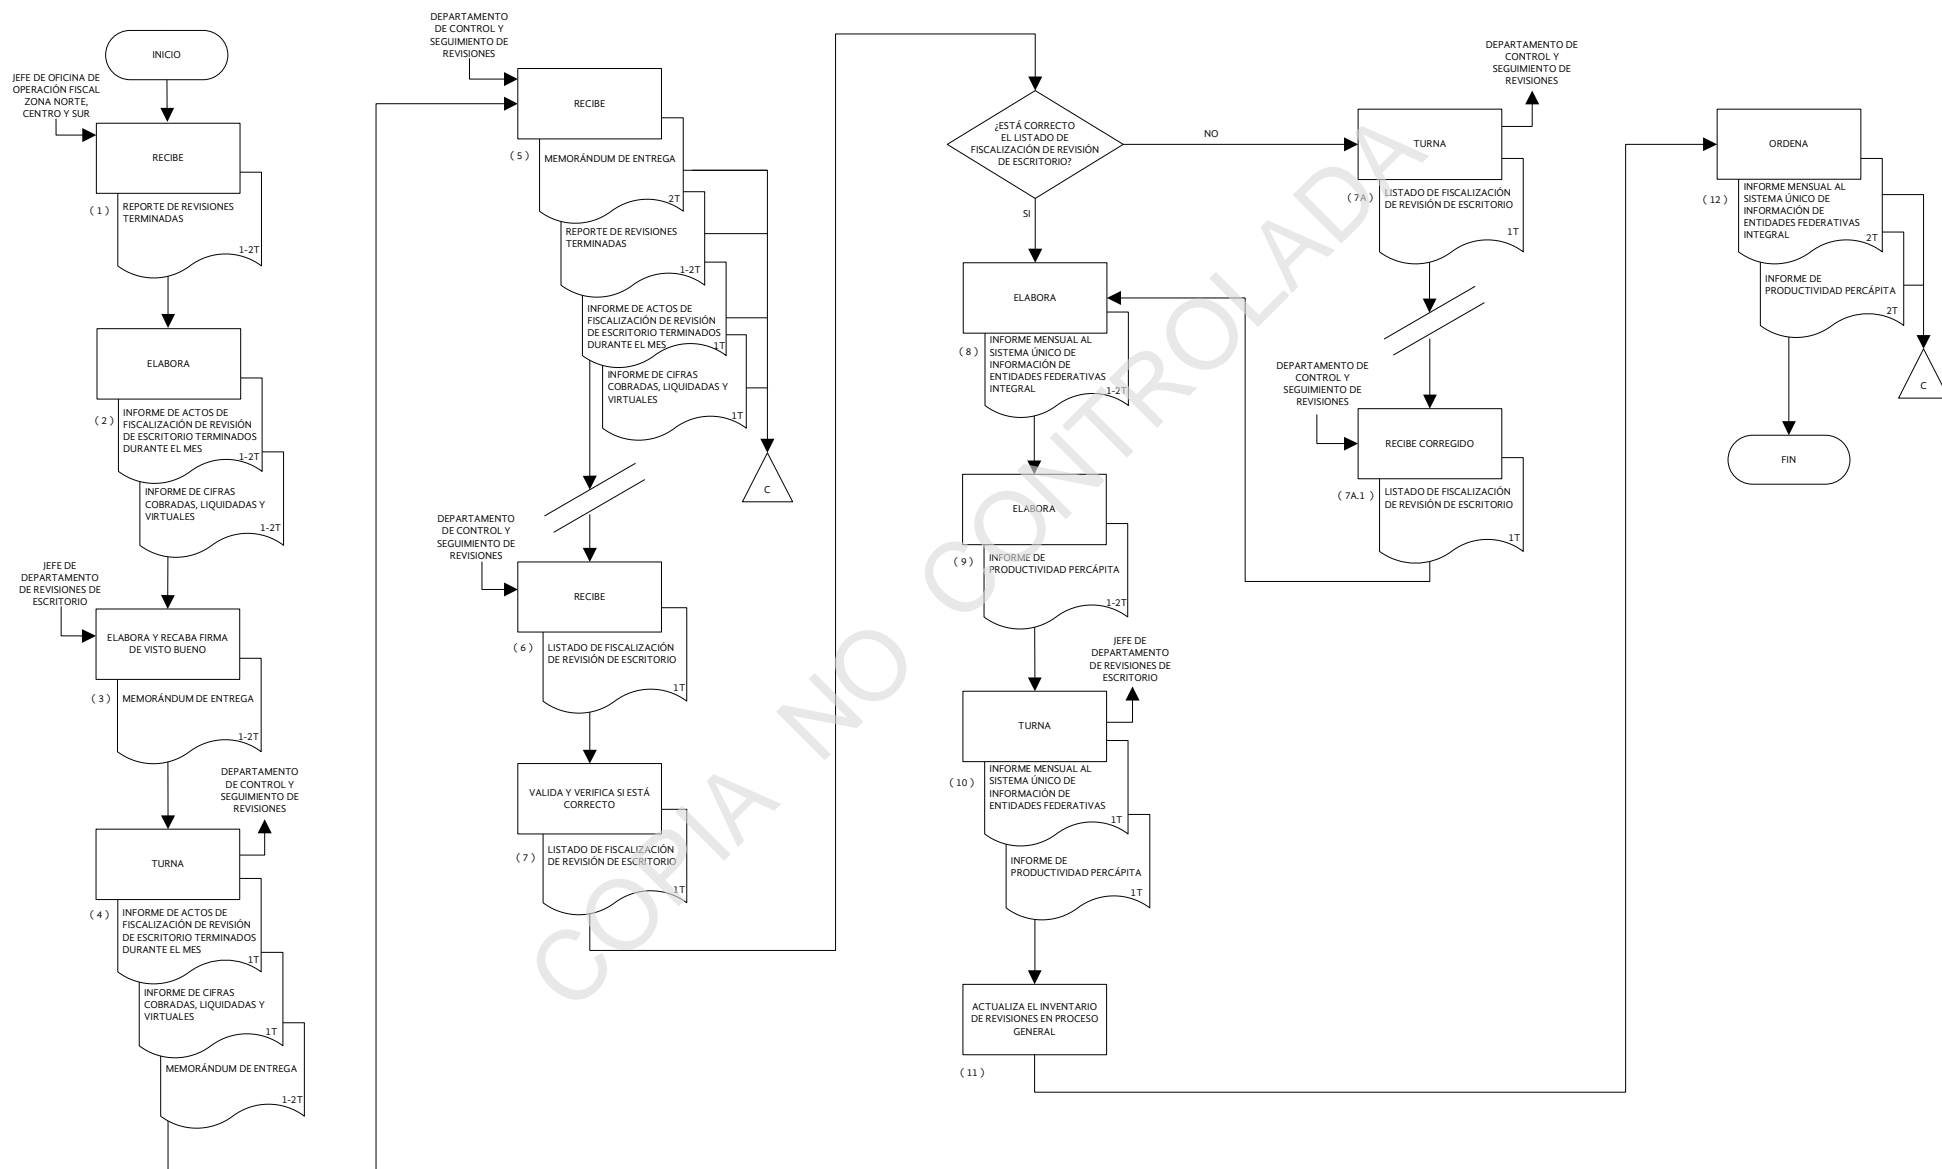 INICIO
JEFE DE OFICINA DE
OPERACIÓN FISCAL
ZONA NORTE,
CENTRO Y SUR
RECIBE
( 1 )
REPORTE DE REVISIONES
TERMINADAS
1-2T
ELABORA
( 2 )
INFORME DE ACTOS DE
FISCALIZACIÓN DE REVISIÓN
DE ESCRITORIO TERMINADOS
DURANTE EL MES
1-2T
INFORME DE CIFRAS
COBRADAS, LIQUIDADAS Y
VIRTUALES
1-2T
JEFE DE
DEPARTAMENTO
DE REVISIONES DE
ESCRITORIO
ELABORA Y RECABA FIRMA
DE VISTO BUENO
( 3 )
MEMORÁNDUM DE ENTREGA
1-2T
DEPARTAMENTO
DE CONTROL Y
SEGUIMIENTO DE
REVISIONES
TURNA
( 4 )
INFORME DE ACTOS DE
FISCALIZACIÓN DE REVISIÓN
DE ESCRITORIO TERMINADOS
DURANTE EL MES
1T
INFORME DE CIFRAS
COBRADAS, LIQUIDADAS Y
VIRTUALES
1T
MEMORÁNDUM DE ENTREGA
1-2T
DEPARTAMENTO
DE CONTROL Y
SEGUIMIENTO DE
REVISIONES
RECIBE
( 5 )
MEMORÁNDUM DE ENTREGA
2T
REPORTE DE REVISIONES
TERMINADAS
1-2T
INFORME DE ACTOS DE
FISCALIZACIÓN DE REVISIÓN
DE ESCRITORIO TERMINADOS
DURANTE EL MES
1T
INFORME DE CIFRAS
COBRADAS, LIQUIDADAS Y
VIRTUALES
1T
C
DEPARTAMENTO
DE CONTROL Y
SEGUIMIENTO DE
REVISIONES
RECIBE
( 6 )
LISTADO DE FISCALIZACIÓN
DE REVISIÓN DE ESCRITORIO
1T
VALIDA Y VERIFICA SI ESTÁ
CORRECTO
( 7 )
LISTADO DE FISCALIZACIÓN
DE REVISIÓN DE ESCRITORIO
1T
¿ESTÁ CORRECTO
EL LISTADO DE
FISCALIZACIÓN DE REVISIÓN
DE ESCRITORIO?
NO
SI
ELABORA
( 8 )
INFORME MENSUAL AL
SISTEMA ÚNICO DE
INFORMACIÓN DE
ENTIDADES FEDERATIVAS
INTEGRAL
1-2T
ELABORA
( 9 )
INFORME DE
PRODUCTIVIDAD PERCÁPITA
1-2T
JEFE DE
DEPARTAMENTO
DE REVISIONES DE
ESCRITORIO
TURNA
( 10 )
INFORME MENSUAL AL
SISTEMA ÚNICO DE
INFORMACIÓN DE
ENTIDADES FEDERATIVAS
1T
INFORME DE
PRODUCTIVIDAD PERCÁPITA
1T
ACTUALIZA EL INVENTARIO
DE REVISIONES EN PROCESO
GENERAL
( 11 )
DEPARTAMENTO DE
CONTROL Y
SEGUIMIENTO DE
REVISIONES
TURNA
( 7A )
LISTADO DE FISCALIZACIÓN
DE REVISIÓN DE ESCRITORIO
1T
DEPARTAMENTO DE
CONTROL Y
SEGUIMIENTO DE
REVISIONES
RECIBE CORREGIDO
( 7A.1 )
LISTADO DE FISCALIZACIÓN
DE REVISIÓN DE ESCRITORIO
1T
ORDENA
( 12 )
INFORME MENSUAL AL
SISTEMA ÚNICO DE
INFORMACIÓN DE
ENTIDADES FEDERATIVAS
INTEGRAL
2T
INFORME DE
PRODUCTIVIDAD PERCÁPITA
2T
C
FIN
COPIA NO CONTROLADA